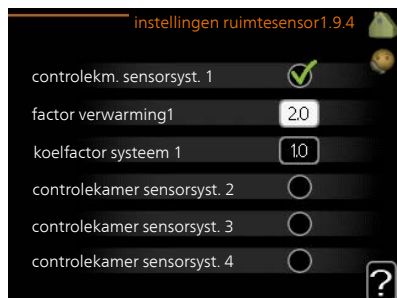 instellingen ruimtesensor1.9.4
controlekm. sensorsyst. 1
factor verwarming1 2.0
koelfactor systeem 1 1.0
controlekamer sensorsyst. 2
controlekamer sensorsyst. 3
controlekamer sensorsyst. 4
?